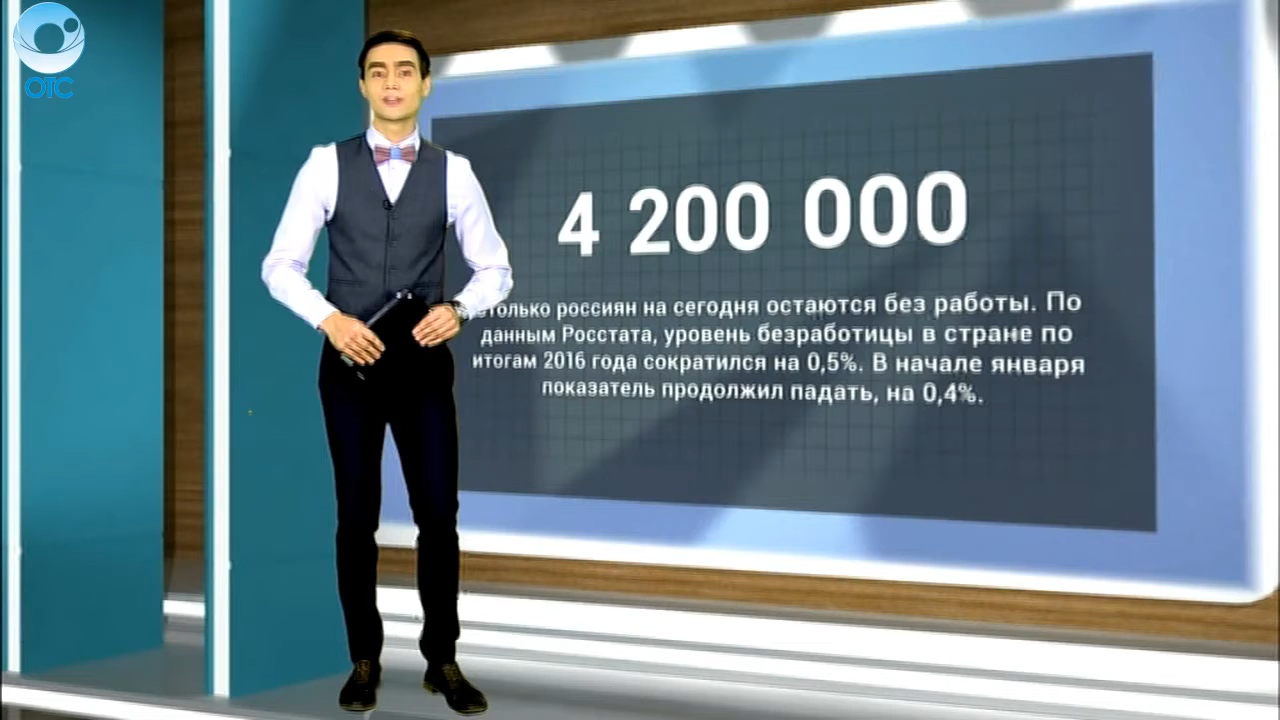 ОТС
4 200 000
столько россиян на сегодня остаются без работы. По
данным Росстата, уровень безработицы в стране по
итогам 2016 года сократился на 0,5%. В начале января
показатель продолжил падать, на 0,4%.